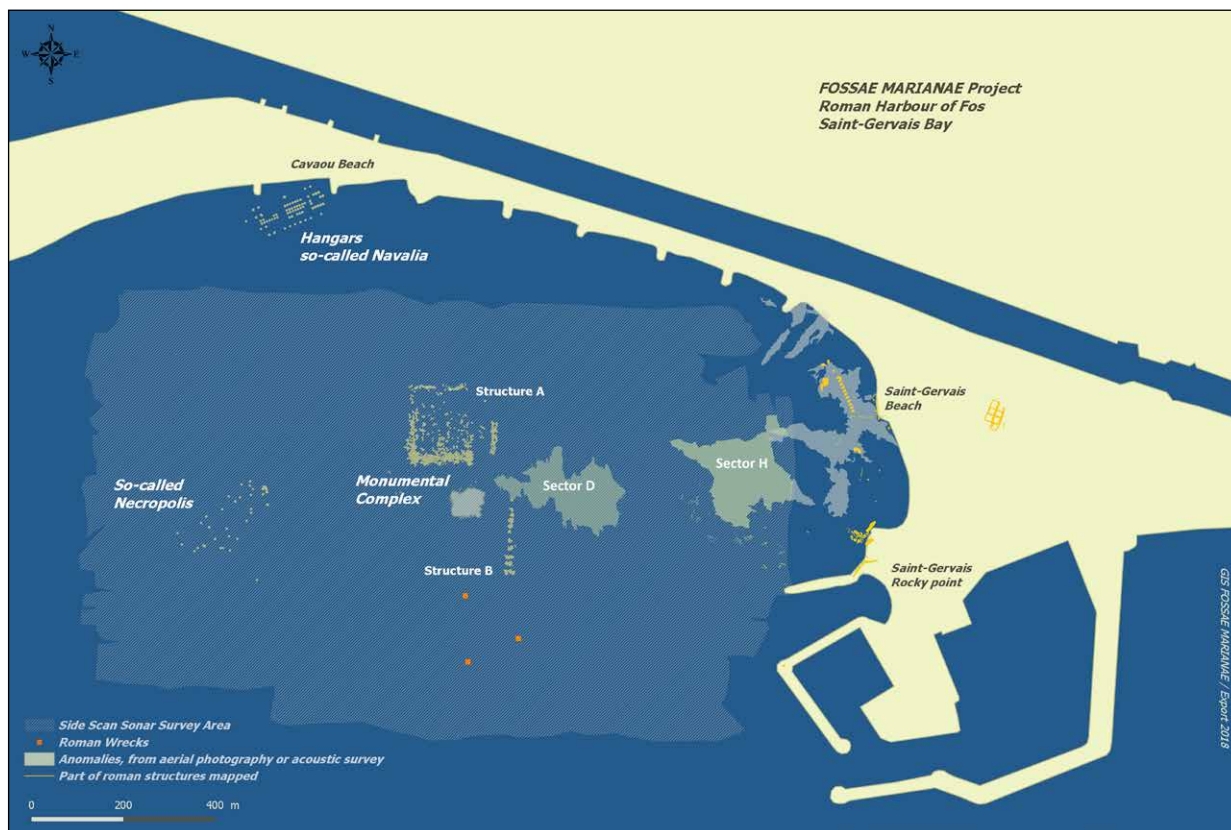 N
W E
S
FOSSAE MARIANAE Project
Roman Harbour of Fos
Saint-Gervais Bay
Cavaou Beach
Hangars
so-called Navalia
Structure A
Saint-Gervais
Beach
Sector H
So-called
Necropolis
Monumental
Complex
Sector D
Structure B
Saint-Gervais
Rocky point
GIS FOSSAE MARIANAE / Export 2018
Side Scan Sonar Survey Area
Roman Wrecks
Anomalies, from aerial photography or acoustic survey
Part of roman structures mapped
0 200 400 m